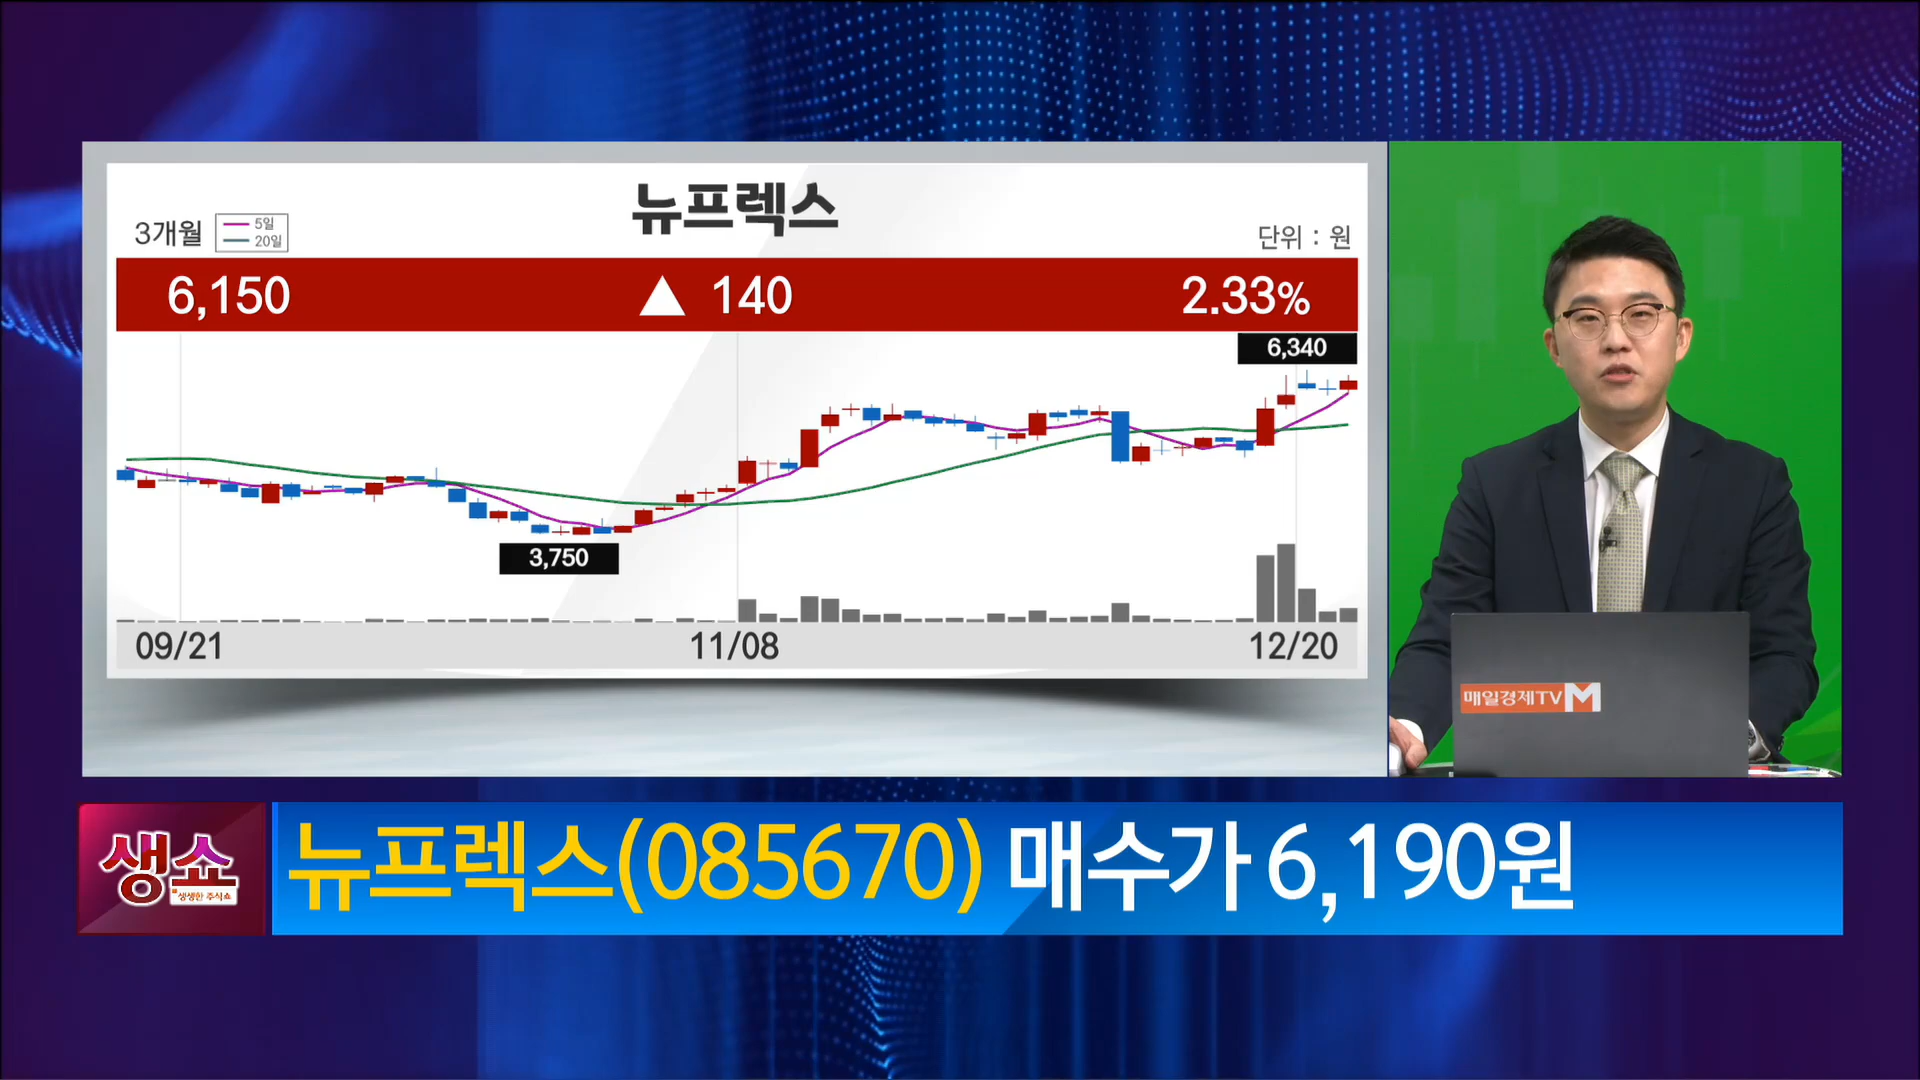 뉴프렉스
3개월
5일
20일
단위 : 원
6,150 ▲ 140 2.33%
6,340
3,750
09/21 11/08 12/20
매일경제TV M
생쇼
생생한 주식쇼
뉴프렉스(085670) 매수가 6,190원